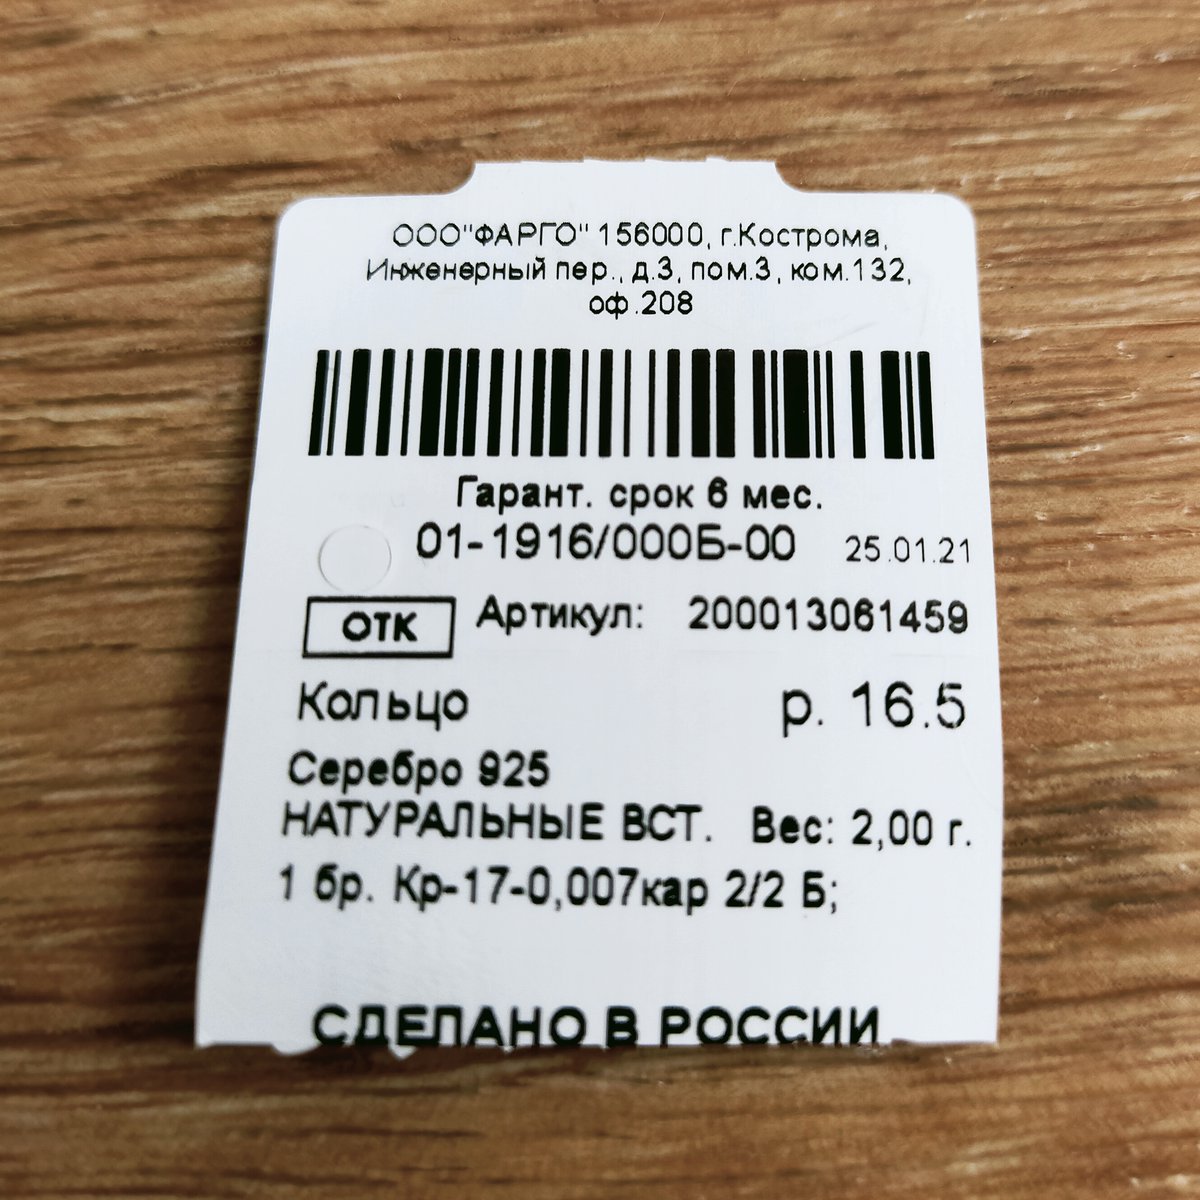 ООО"ФАРГО" 156000, г.Кострома,
Инженерный пер., д.3, пом.3, ком.132,
оф.208
Гарант. срок 6 мес.
01-1916/000Б-00 25.01.21
ОТК Артикул: 200013061459
Кольцо р. 16.5
Серебро 925
НАТУРАЛЬНЫЕ ВСТ. Вес: 2,00 г.
1 бр. Кр-17-0,007кар 2/2 Б;
СДЕЛАНО В РОССИИ